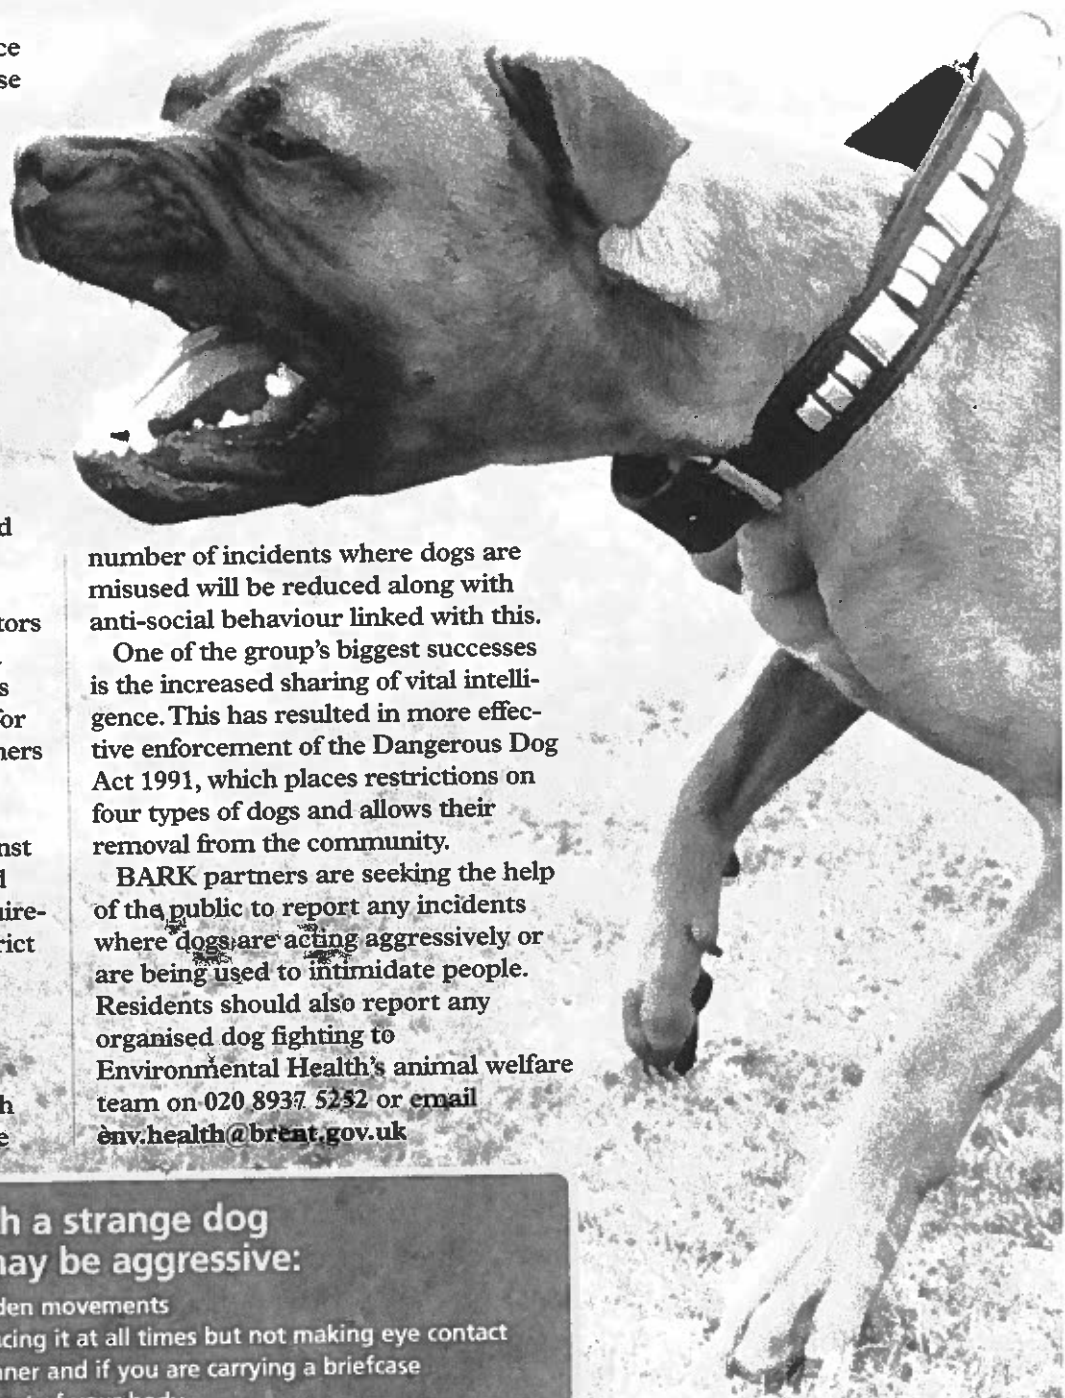 ce
se
d
tors
s
for
ners
nst
d
uire-
rict
h
e
number of incidents where dogs are
misused will be reduced along with
anti-social behaviour linked with this.
One of the group's biggest successes
is the increased sharing of vital intelli-
gence. This has resulted in more effec-
tive enforcement of the Dangerous Dog
Act 1991, which places restrictions on
four types of dogs and allows their
removal from the community.
BARK partners are seeking the help
of the public to report any incidents
where dogs are acting aggressively or
are being used to intimidate people.
Residents should also report any
organised dog fighting to
Environmental Health's animal welfare
team on 020 8937 5252 or email
env.health@brent.gov.uk
h a strange dog
may be aggressive:
den movements
cing it at all times but not making eye contact
nner and if you are carrying a briefcase